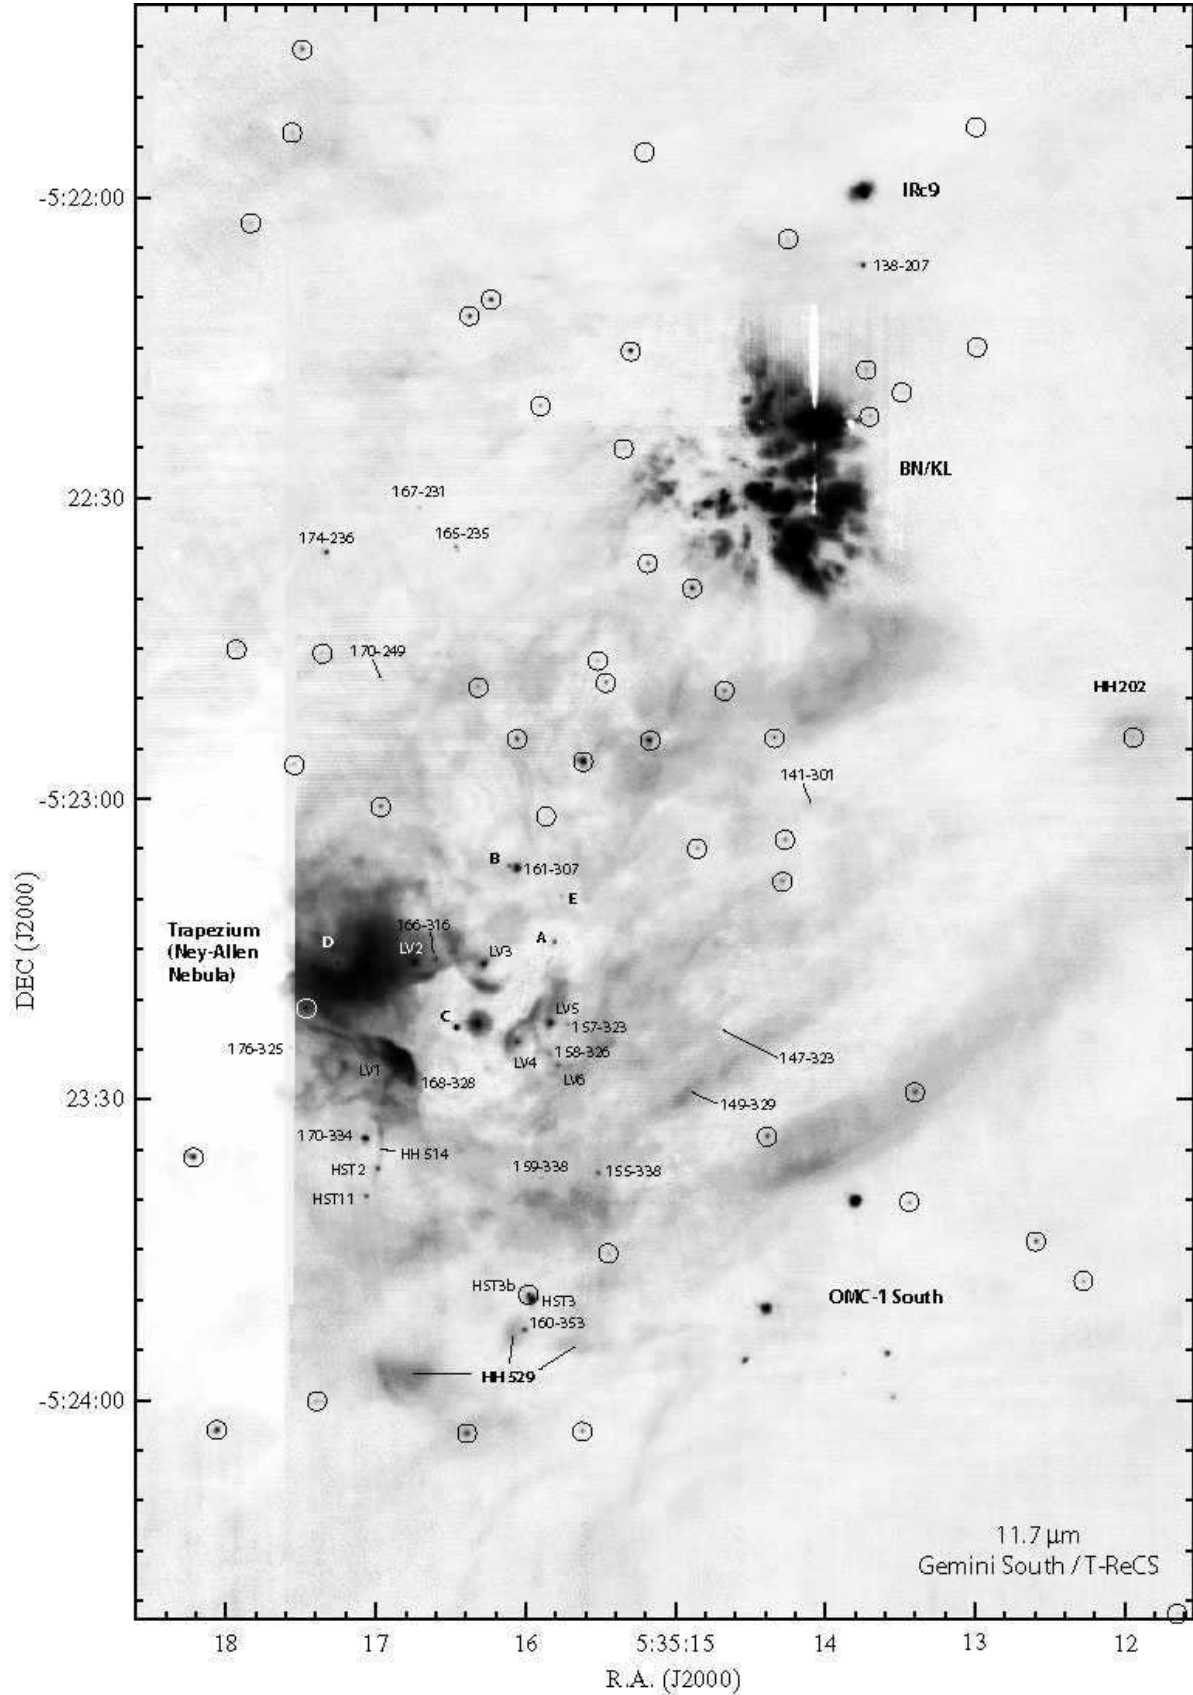 -5:22:00
IRc9
138-207
BN/KL
22:30
167-231
165-235
174-236
170-249
HH202
141-301
-5:23:00
B
161-307
E
Trapezium
(Ney-Allen
Nebula)
D
166-316
LV2
LV3
A
LV5
C
157-323
176-325
LV4
158-326
147-323
LV1
168-328
LV6
23:30
149-329
170-334
HH 514
HST2
159-338
155-338
HST11
HST3b
HST3
OMC-1 South
160-353
HH 529
-5:24:00
11.7 µm
Gemini South / T-ReCS
18
17
16
5:35:15
14
13
12
R.A. (J2000)
DEC (J2000)